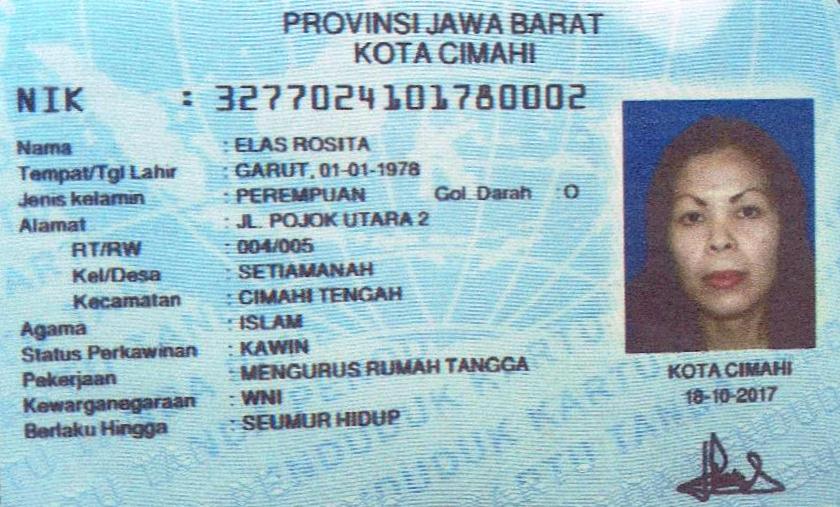 PROVINSI JAWA BARAT
KOTA CIMAHI
NIK : 3277024101780002
Nama : ELAS ROSITA
Tempat/Tgl Lahir : GARUT, 01-01-1978
Jenis kelamin : PEREMPUAN Gol. Darah : O
Alamat : JL. POJOK UTARA 2
RT/RW : 004/005
Kel/Desa : SETIAMANAH
Kecamatan : CIMAHI TENGAH
Agama : ISLAM
Status Perkawinan : KAWIN
Pekerjaan : MENGURUS RUMAH TANGGA
Kewarganegaraan : WNI
Berlaku Hingga : SEUMUR HIDUP
KOTA CIMAHI
18-10-2017